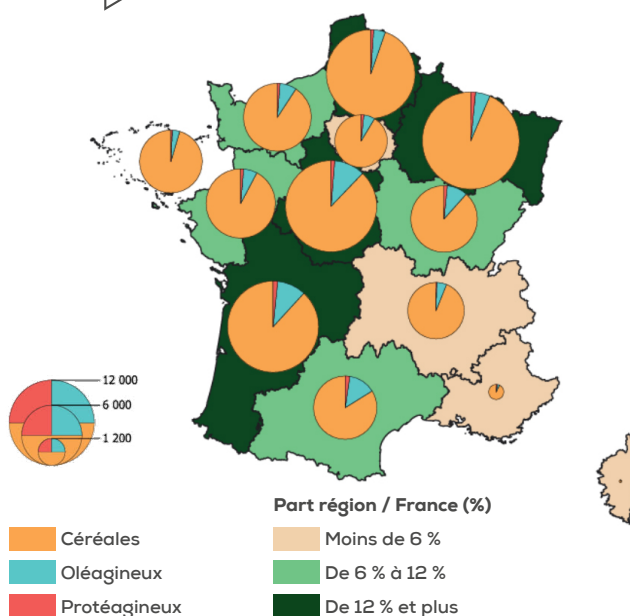 12 000
6 000
1 200
Part région / France (%)
Céréales
Moins de 6 %
Oléagineux
De 6 % à 12 %
Protéagineux
De 12 % et plus